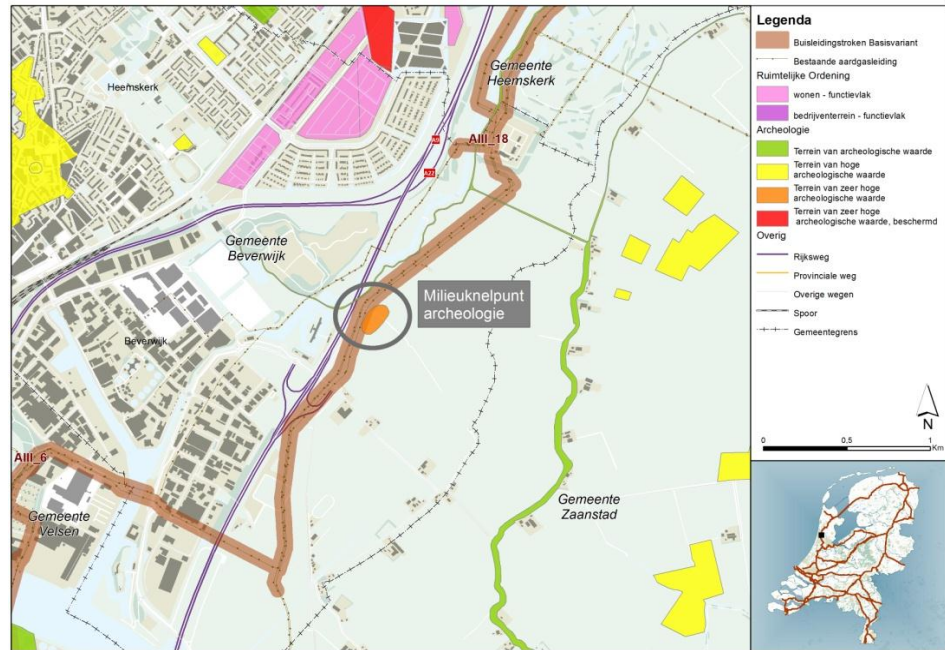 Gemeente
Heemskerk
Heemskerk
AIII_18
A9
A22
Gemeente
Beverwijk
Milieuknelpunt
archeologie
Beverwijk
AIII_6
Gemeente
Velsen
Gemeente
Zaanstad
Legenda
Buisleidingstroken Basisvariant
Bestaande aardgasleiding
Ruimtelijke Ordening
wonen - functievlak
bedrijventerrein - functievlak
Archeologie
Terrein van archeologische waarde
Terrein van hoge
archeologische waarde
Terrein van zeer hoge
archeologische waarde
Terrein van zeer hoge
archeologische waarde, beschermd
Overig
Rijksweg
Provinciale weg
Overige wegen
Spoor
Gemeentegrens
N
0 0,5 1
Km